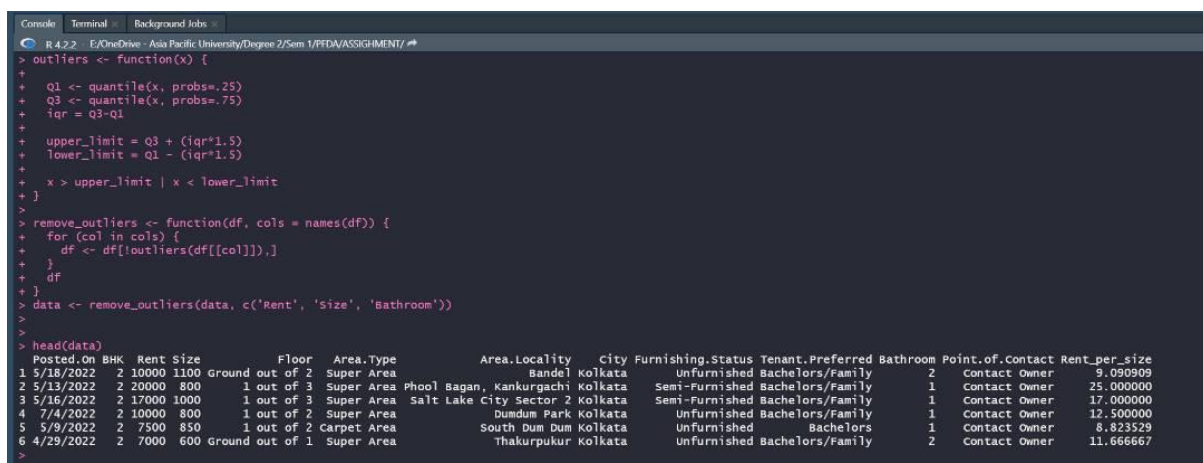 Console Terminal × Background Jobs ×
R 4.2.2 · E:/OneDrive - Asia Pacific University/Degree 2/Sem 1/PFDA/ASSIGHMENT/
> outliers <- function(x) {
+
+   Q1 <- quantile(x, probs=.25)
+   Q3 <- quantile(x, probs=.75)
+   iqr = Q3-Q1
+
+   upper_limit = Q3 + (iqr*1.5)
+   lower_limit = Q1 - (iqr*1.5)
+
+   x > upper_limit | x < lower_limit
+ }
>
> remove_outliers <- function(df, cols = names(df)) {
+   for (col in cols) {
+     df <- df[!outliers(df[[col]]),]
+   }
+   df
+ }
> data <- remove_outliers(data, c('Rent', 'Size', 'Bathroom'))
>
>
> head(data)
Posted.On BHK Rent Size Floor Area.Type Area.Locality City Furnishing.Status Tenant.Preferred Bathroom Point.of.Contact Rent_per_size
1 5/18/2022 2 10000 1100 Ground out of 2 Super Area Bandel Kolkata Unfurnished Bachelors/Family 2 Contact Owner 9.090909
2 5/13/2022 2 20000 800 1 out of 3 Super Area Phool Bagan, Kankurgachi Kolkata Semi-Furnished Bachelors/Family 1 Contact Owner 25.000000
3 5/16/2022 2 17000 1000 1 out of 3 Super Area Salt Lake City Sector 2 Kolkata Semi-Furnished Bachelors/Family 1 Contact Owner 17.000000
4 7/4/2022 2 10000 800 1 out of 2 Super Area Dumdum Park Kolkata Unfurnished Bachelors/Family 1 Contact Owner 12.500000
5 5/9/2022 2 7500 850 1 out of 2 Carpet Area South Dum Dum Kolkata Unfurnished Bachelors 1 Contact Owner 8.823529
6 4/29/2022 2 7000 600 Ground out of 1 Super Area Thakurpukur Kolkata Unfurnished Bachelors/Family 2 Contact Owner 11.666667
>